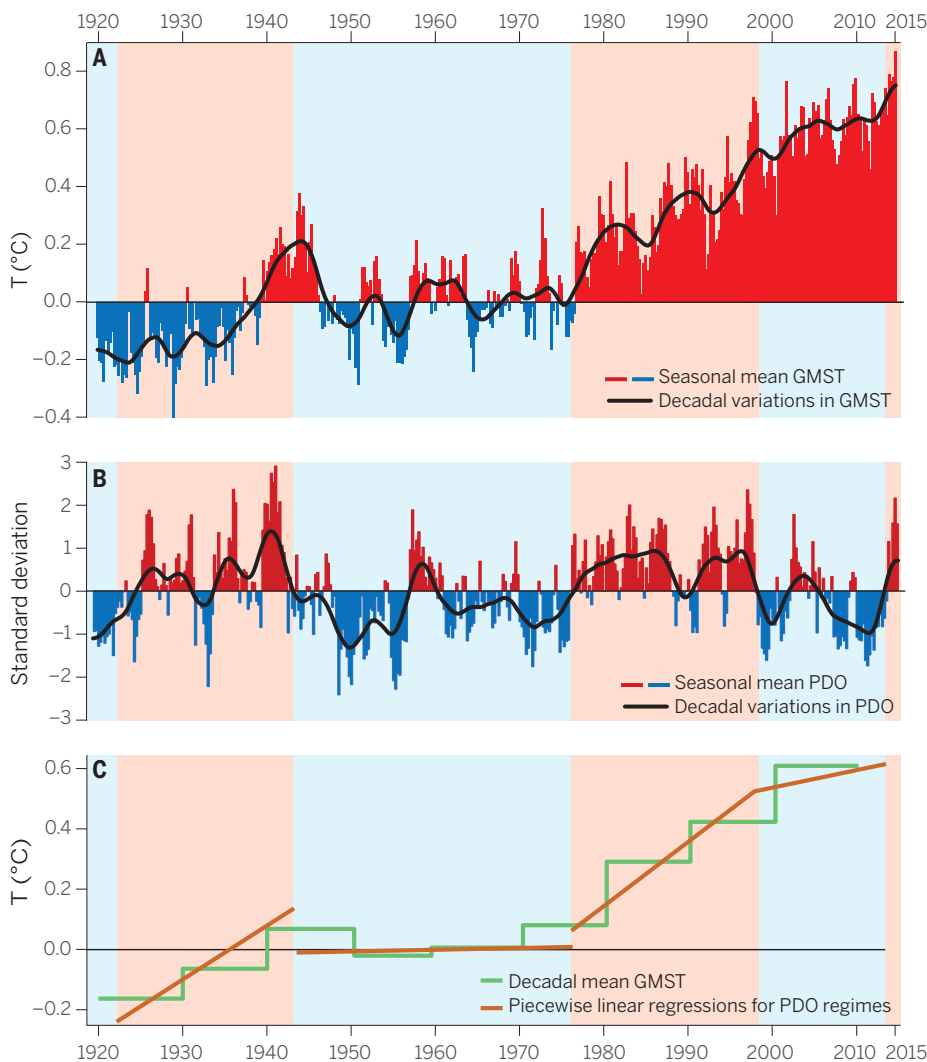 1920 1930 1940 1950 1960 1970 1980 1990 2000 2010 2015
A
0.8
0.6
0.4
0.2
0.0
−0.2
−0.4
T (°C)
Seasonal mean GMST
Decadal variations in GMST
B
3
2
1
0
−1
−2
−3
Standard deviation
Seasonal mean PDO
Decadal variations in PDO
C
0.6
0.4
0.2
0.0
−0.2
T (°C)
Decadal mean GMST
Piecewise linear regressions for PDO regimes
1920 1930 1940 1950 1960 1970 1980 1990 2000 2010 2015